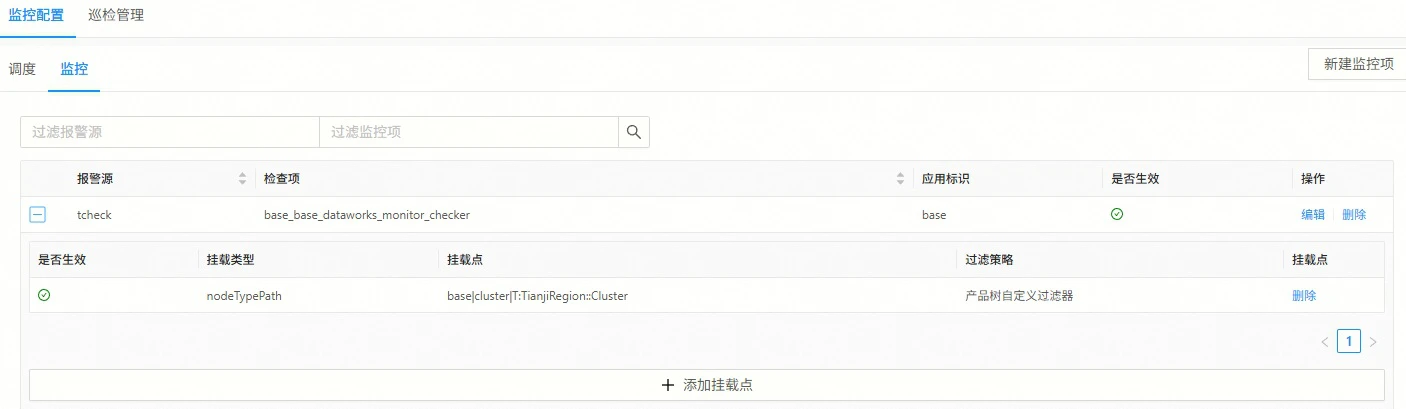 监控配置 巡检管理
调度 监控 新建监控项
过滤报警源 过滤监控项
报警源 检查项 应用标识 是否生效 操作
tcheck base_base_dataworks_monitor_checker base 编辑 删除
是否生效 挂载类型 挂载点 过滤策略 挂载点
nodeTypePath base|cluster|T:TianjiRegion::Cluster 产品树自定义过滤器 删除
< 1 >
+ 添加挂载点